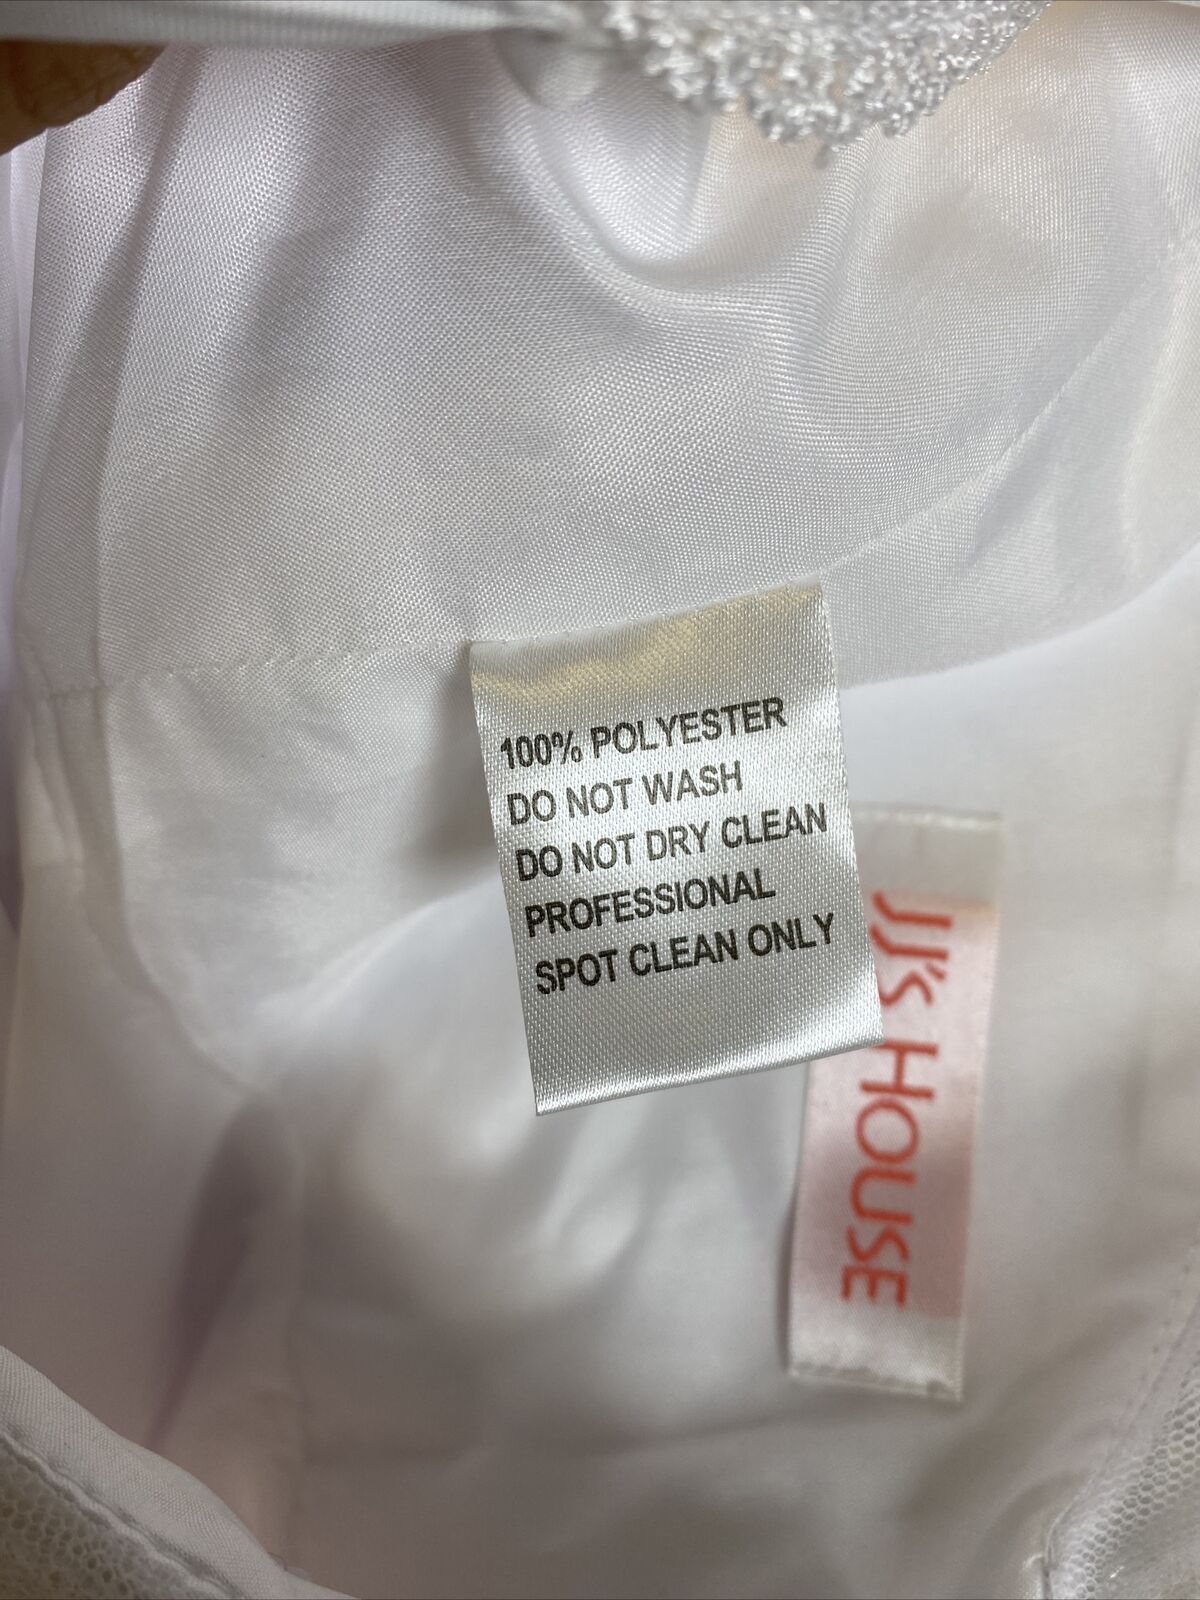 100% POLYESTER
DO NOT WASH
DO NOT DRY CLEAN
PROFESSIONAL
SPOT CLEAN ONLY
JJ's HOUSE